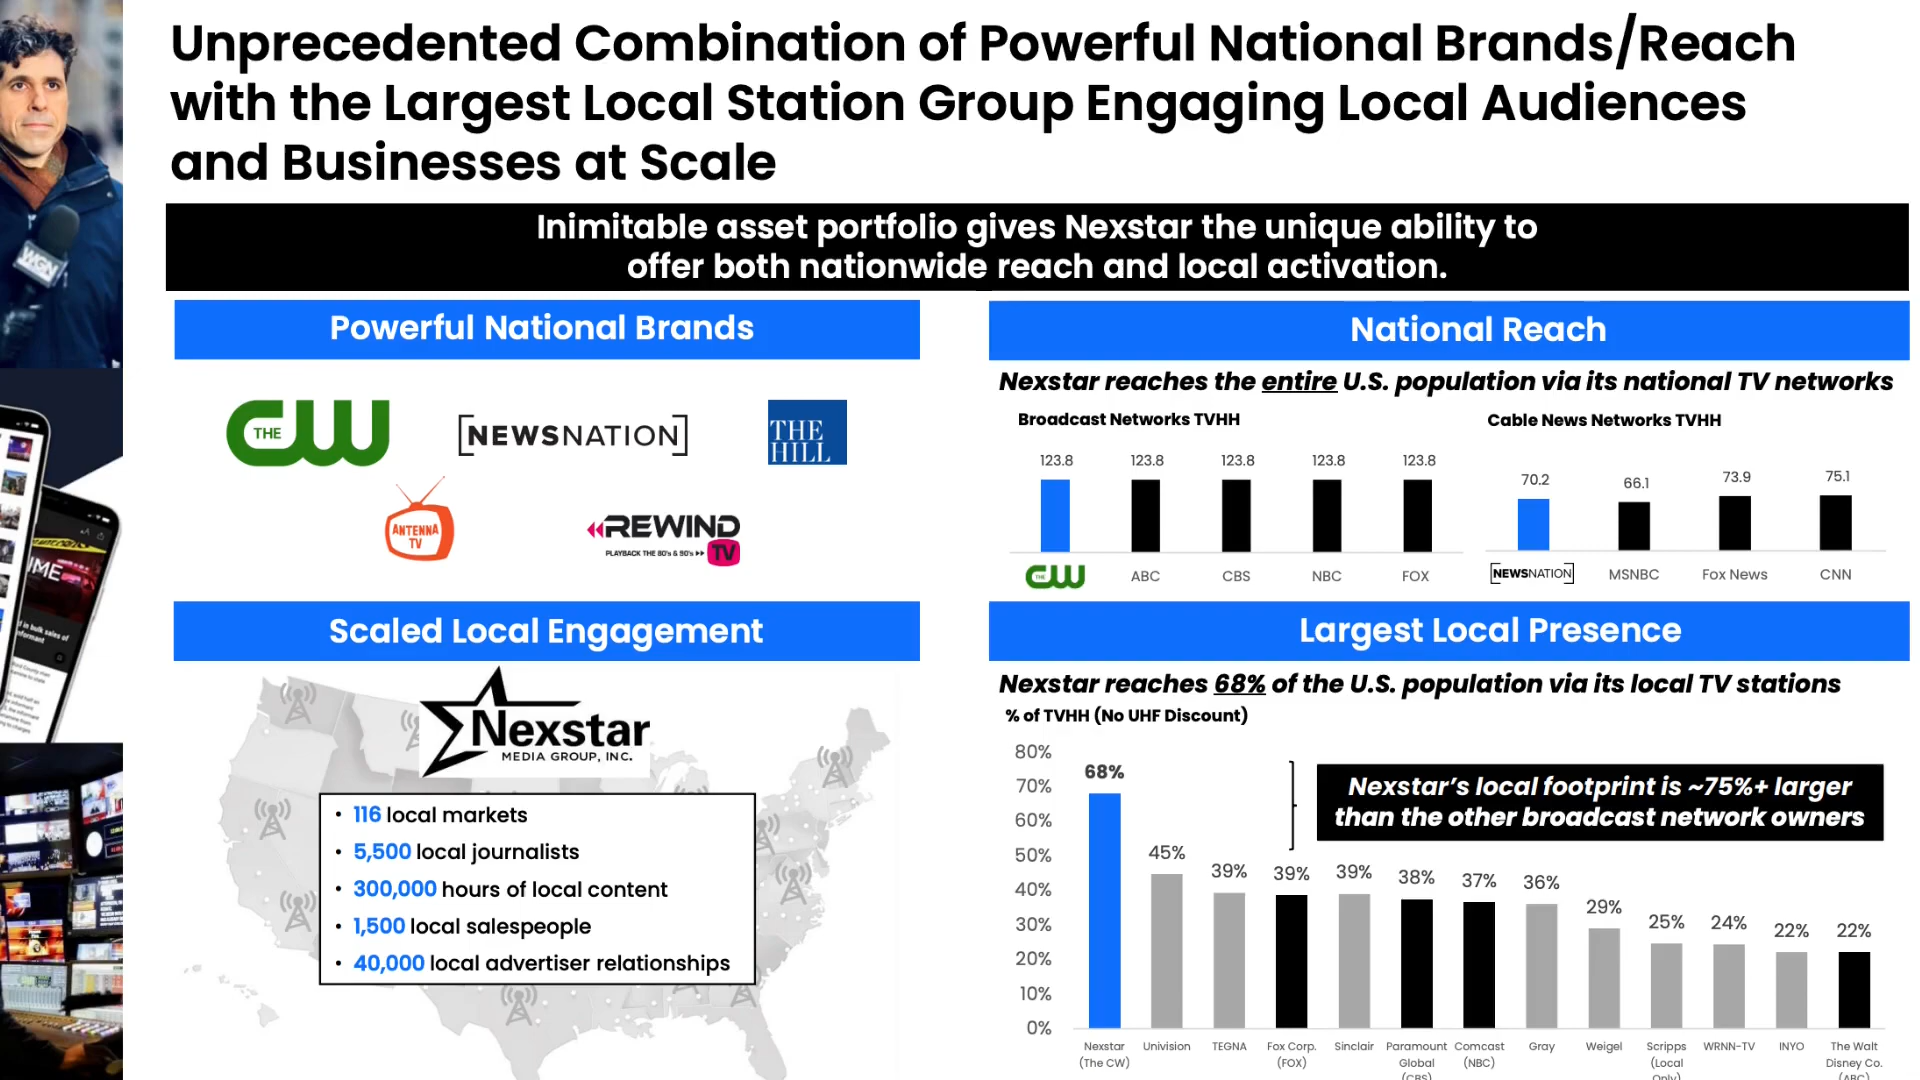 Unprecedented Combination of Powerful National Brands/Reach
with the Largest Local Station Group Engaging Local Audiences
and Businesses at Scale
Inimitable asset portfolio gives Nexstar the unique ability to
offer both nationwide reach and local activation.
WGN
Powerful National Brands
THE CW
[NEWSNATION]
THE
HILL
ANTENNA
TV
REWIND
PLAYBACK THE 80's & 90's
TV
National Reach
Nexstar reaches the entire U.S. population via its national TV networks
Broadcast Networks TVHH
123.8 123.8 123.8 123.8 123.8
THE CW ABC CBS NBC FOX
Cable News Networks TVHH
70.2 66.1 73.9 75.1
[NEWSNATION] MSNBC Fox News CNN
Scaled Local Engagement
Nexstar
MEDIA GROUP, INC.
• 116 local markets
• 5,500 local journalists
• 300,000 hours of local content
• 1,500 local salespeople
• 40,000 local advertiser relationships
Largest Local Presence
Nexstar reaches 68% of the U.S. population via its local TV stations
% of TVHH (No UHF Discount)
Nexstar's local footprint is ~75%+ larger
than the other broadcast network owners
80%
70%
60%
50%
40%
30%
20%
10%
0%
68% 45% 39% 39% 39% 38% 37% 36% 29% 25% 24% 22% 22%
Nexstar Univision TEGNA Fox Corp. Sinclair Paramount Comcast Gray Weigel Scripps WRNN-TV INYO The Walt
(The CW) (FOX) Global (NBC) (Local Disney Co.
(CBS) Only) (ABC)